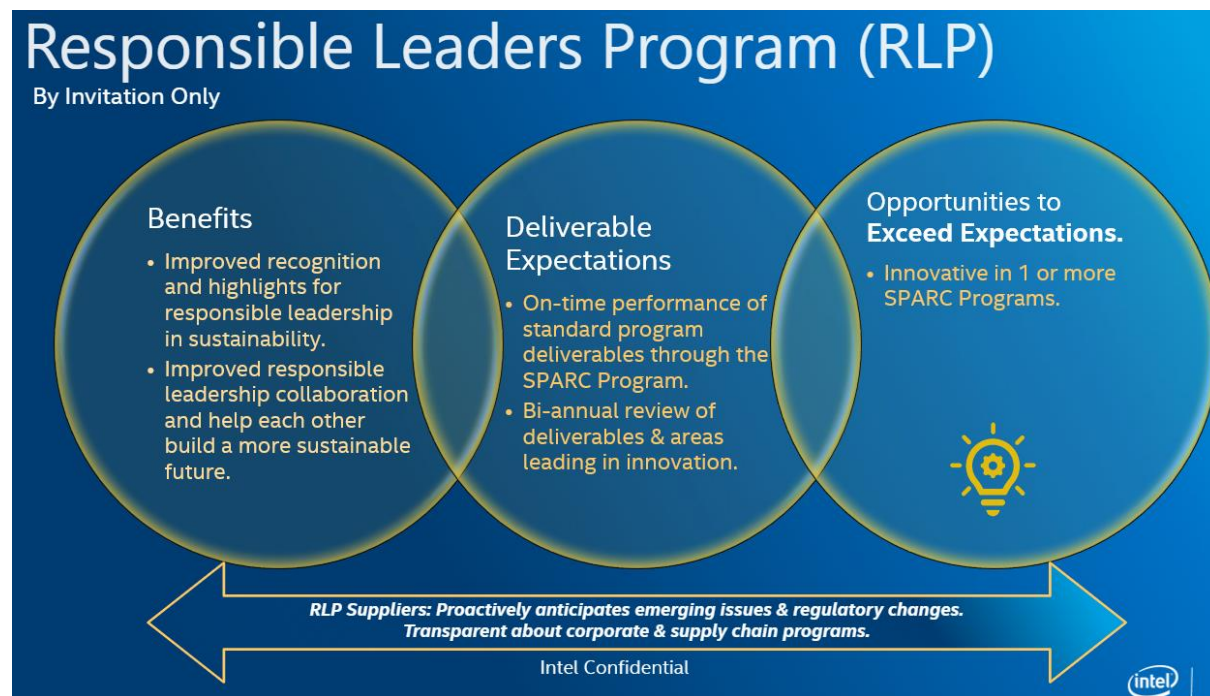 Responsible Leaders Program (RLP)
By Invitation Only
Benefits
• Improved recognition
and highlights for
responsible leadership
in sustainability.
• Improved responsible
leadership collaboration
and help each other
build a more sustainable
future.
Deliverable
Expectations
• On-time performance of
standard program
deliverables through the
SPARC Program.
• Bi-annual review of
deliverables & areas
leading in innovation.
Opportunities to
Exceed Expectations.
• Innovative in 1 or more
SPARC Programs.
RLP Suppliers: Proactively anticipates emerging issues & regulatory changes.
Transparent about corporate & supply chain programs.
Intel Confidential
intel